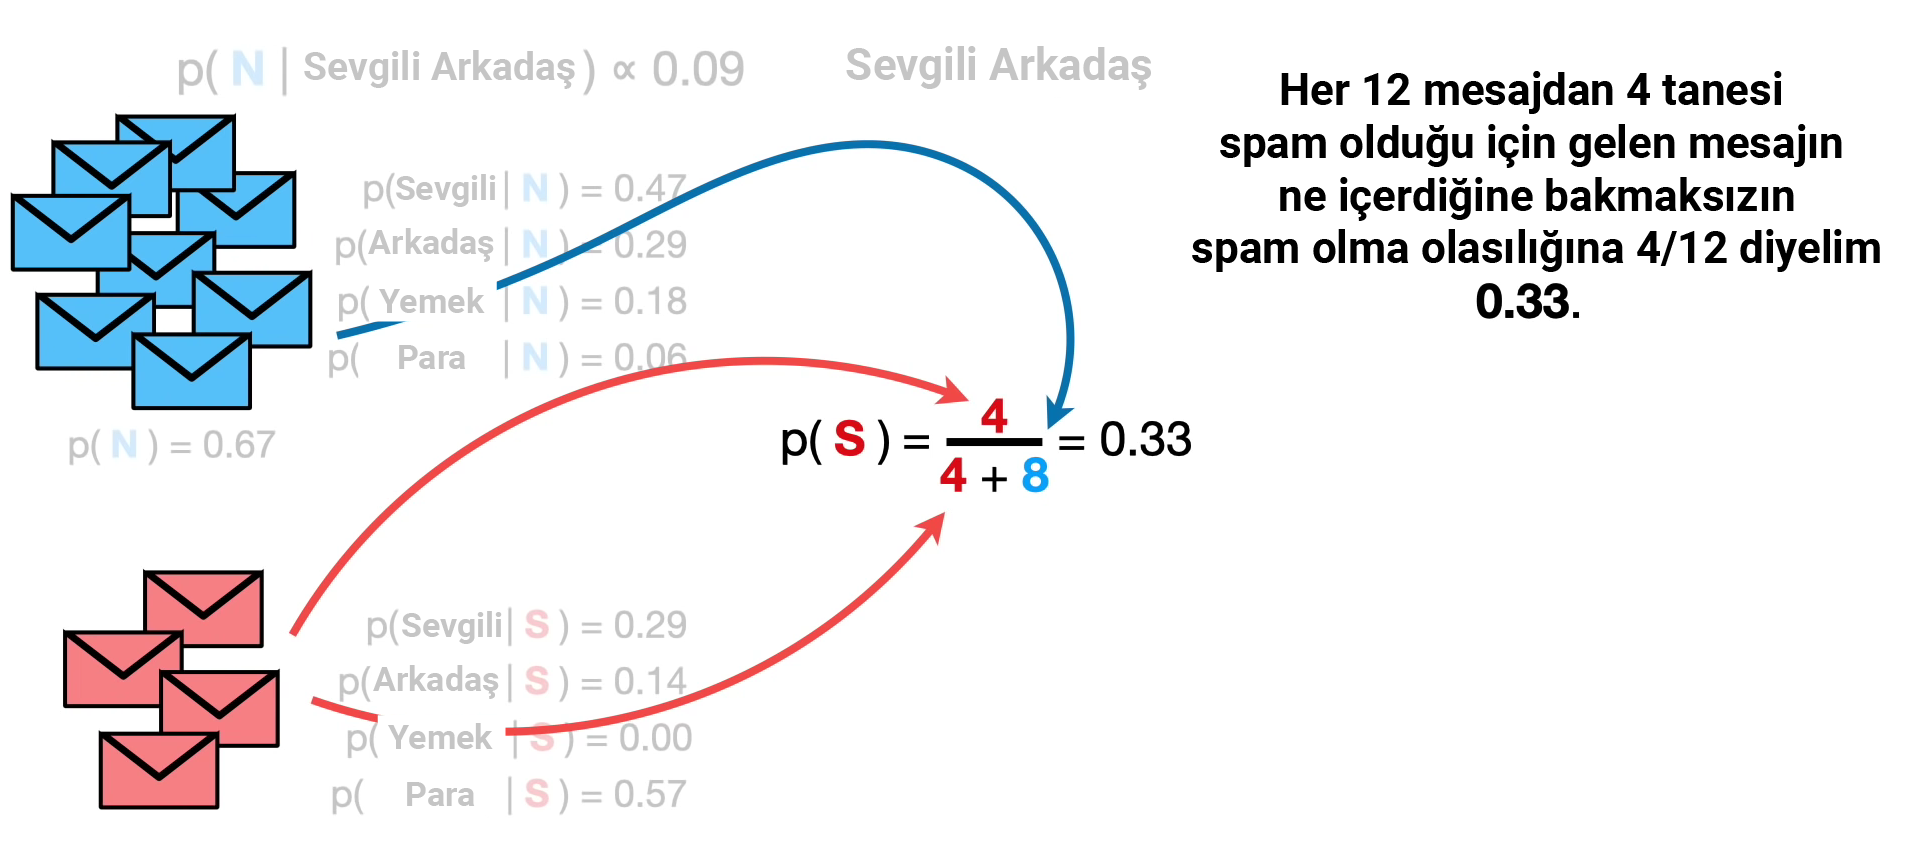 p( N | Sevgili Arkadaş ) ∝ 0.09
Sevgili Arkadaş
Her 12 mesajdan 4 tanesi
spam olduğu için gelen mesajın
ne içerdiğine bakmaksızın
spam olma olasılığına 4/12 diyelim
0.33.
p(Sevgili | N ) = 0.47
p(Arkadaş | N ) = 0.29
p( Yemek | N ) = 0.18
p( Para | N ) = 0.06
p( N ) = 0.67
p( S ) = 4 / 4 + 8 = 0.33
p(Sevgili | S ) = 0.29
p(Arkadaş | S ) = 0.14
p( Yemek | S ) = 0.00
p( Para | S ) = 0.57